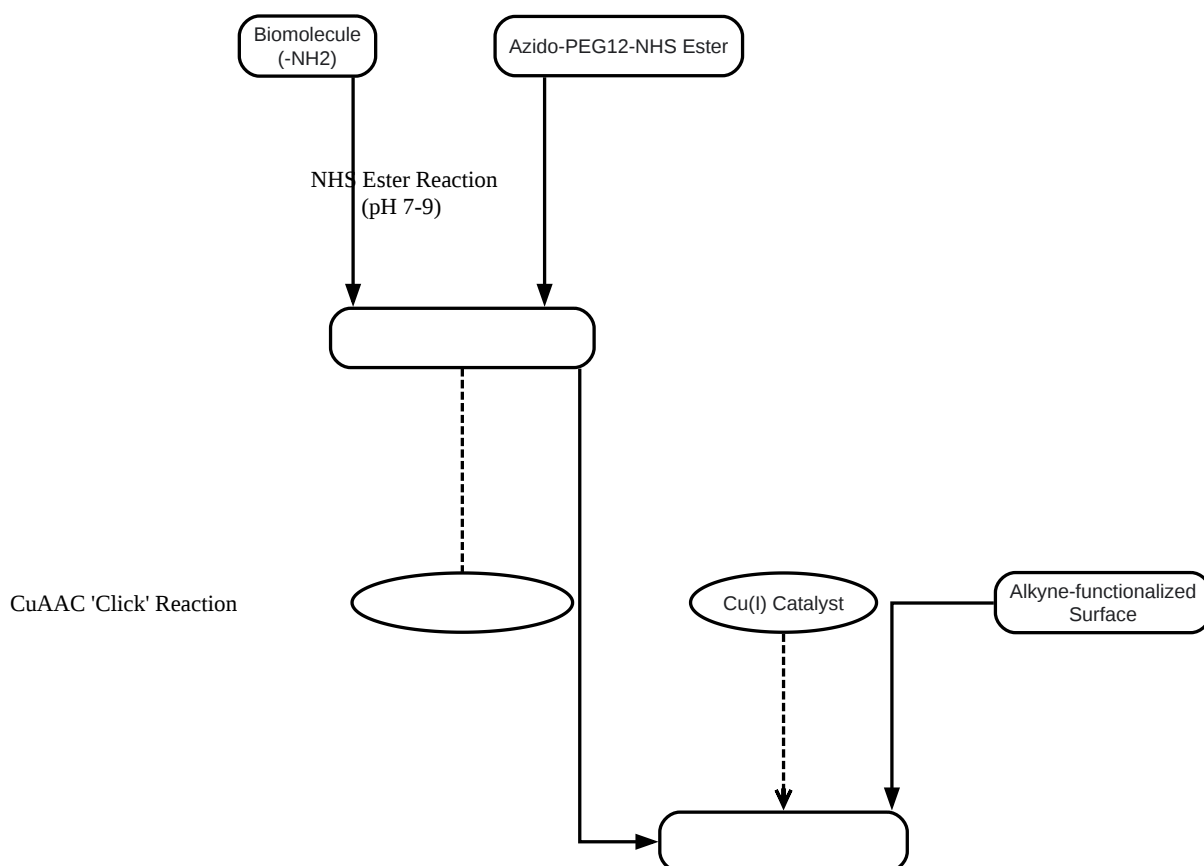 Biomolecule
(-NH2)
Azido-PEG12-NHS Ester
NHS Ester Reaction
(pH 7-9)
CuAAC 'Click' Reaction
Cu(I) Catalyst
Alkyne-functionalized
Surface